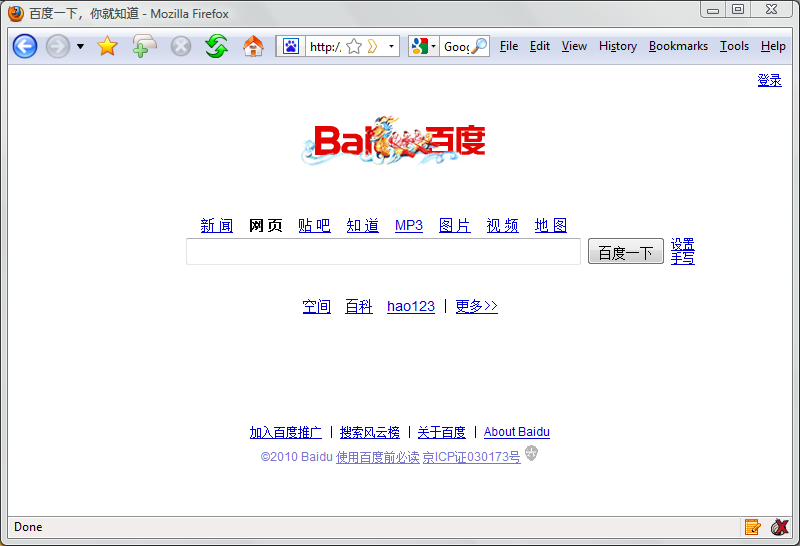 百度一下，你就知道 - Mozilla Firefox
http:/. Goog File Edit View History Bookmarks Tools Help
登录
Bai 百度
新闻 网页 贴吧 知道 MP3 图片 视频 地图
百度一下 设置
手写
空间 百科 hao123 | 更多>>
加入百度推广 | 搜索风云榜 | 关于百度 | About Baidu
©2010 Baidu 使用百度前必读 京ICP证030173号
Done